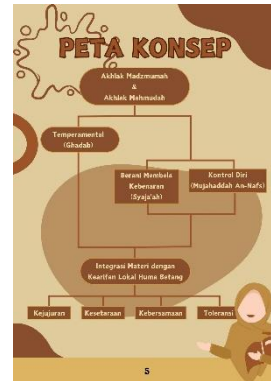 PETA KONSEP
Akhlak Madzmumah
&
Akhlak Mahmudah
Temperamental
(Ghadab)
Berani Membela
Kebenaran
(Syaja'ah)
Kontrol Diri
(Mujahaddah An-Nafs)
Integrasi Materi dengan
Kearifan Lokal Huma Betang
Kejujuran
Kesetaraan
Kebersamaan
Toleransi
5